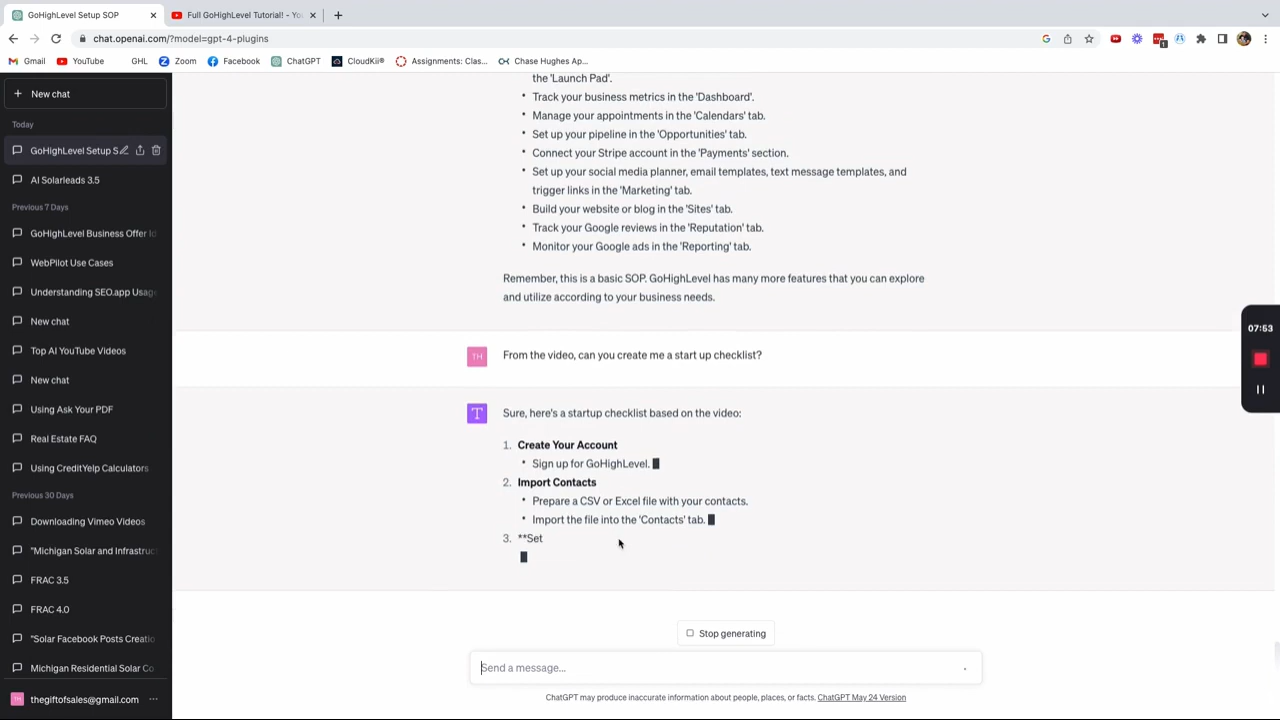 GoHighLevel Setup SOP
Full GoHighLevel Tutorial! - Yo
chat.openai.com/?model=gpt-4-plugins
Gmail
YouTube
GHL
Zoom
Facebook
ChatGPT
CloudKii®
Assignments: Clas...
Chase Hughes Ap...
New chat
Today
GoHighLevel Setup S
AI Solarleads 3.5
Previous 7 Days
GoHighLevel Business Offer Id
WebPilot Use Cases
Understanding SEO.app Usage
New chat
Top AI YouTube Videos
New chat
Using Ask Your PDF
Real Estate FAQ
Using CreditYelp Calculators
Previous 30 Days
Downloading Vimeo Videos
"Michigan Solar and Infrastruc
FRAC 3.5
FRAC 4.0
"Solar Facebook Posts Creatio
Michigan Residential Solar Co
thegiftofsales@gmail.com
the 'Launch Pad'.
• Track your business metrics in the 'Dashboard'.
• Manage your appointments in the 'Calendars' tab.
• Set up your pipeline in the 'Opportunities' tab.
• Connect your Stripe account in the 'Payments' section.
• Set up your social media planner, email templates, text message templates, and
trigger links in the 'Marketing' tab.
• Build your website or blog in the 'Sites' tab.
• Track your Google reviews in the 'Reputation' tab.
• Monitor your Google ads in the 'Reporting' tab.
Remember, this is a basic SOP. GoHighLevel has many more features that you can explore
and utilize according to your business needs.
TH
From the video, can you create me a start up checklist?
T
Sure, here's a startup checklist based on the video:
1. Create Your Account
• Sign up for GoHighLevel.
2. Import Contacts
• Prepare a CSV or Excel file with your contacts.
• Import the file into the 'Contacts' tab.
3. **Set
Stop generating
Send a message...
ChatGPT may produce inaccurate information about people, places, or facts. ChatGPT May 24 Version
07:53